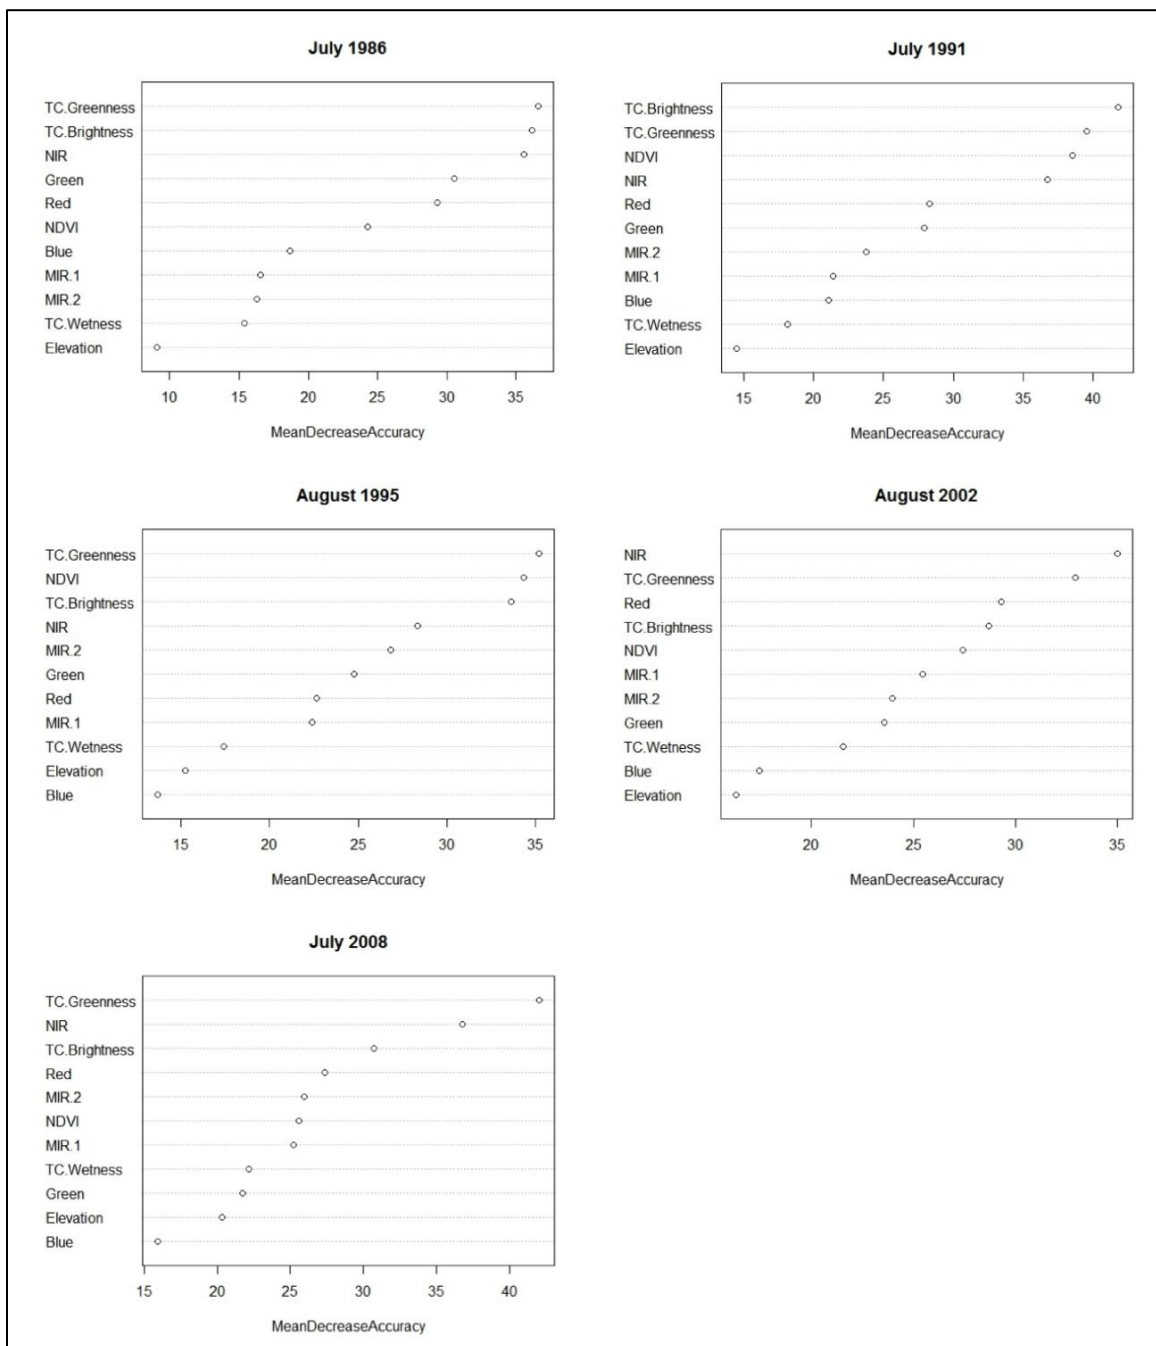 July 1986
TC.Greenness
TC.Brightness
NIR
Green
Red
NDVI
Blue
MIR.1
MIR.2
TC.Wetness
Elevation
10 15 20 25 30 35
MeanDecreaseAccuracy
July 1991
TC.Brightness
TC.Greenness
NDVI
NIR
Red
Green
MIR.2
MIR.1
Blue
TC.Wetness
Elevation
15 20 25 30 35 40
MeanDecreaseAccuracy
August 1995
TC.Greenness
NDVI
TC.Brightness
NIR
MIR.2
Green
Red
MIR.1
TC.Wetness
Elevation
Blue
15 20 25 30 35
MeanDecreaseAccuracy
August 2002
NIR
TC.Greenness
Red
TC.Brightness
NDVI
MIR.1
MIR.2
Green
TC.Wetness
Blue
Elevation
20 25 30 35
MeanDecreaseAccuracy
July 2008
TC.Greenness
NIR
TC.Brightness
Red
MIR.2
NDVI
MIR.1
TC.Wetness
Green
Elevation
Blue
15 20 25 30 35 40
MeanDecreaseAccuracy